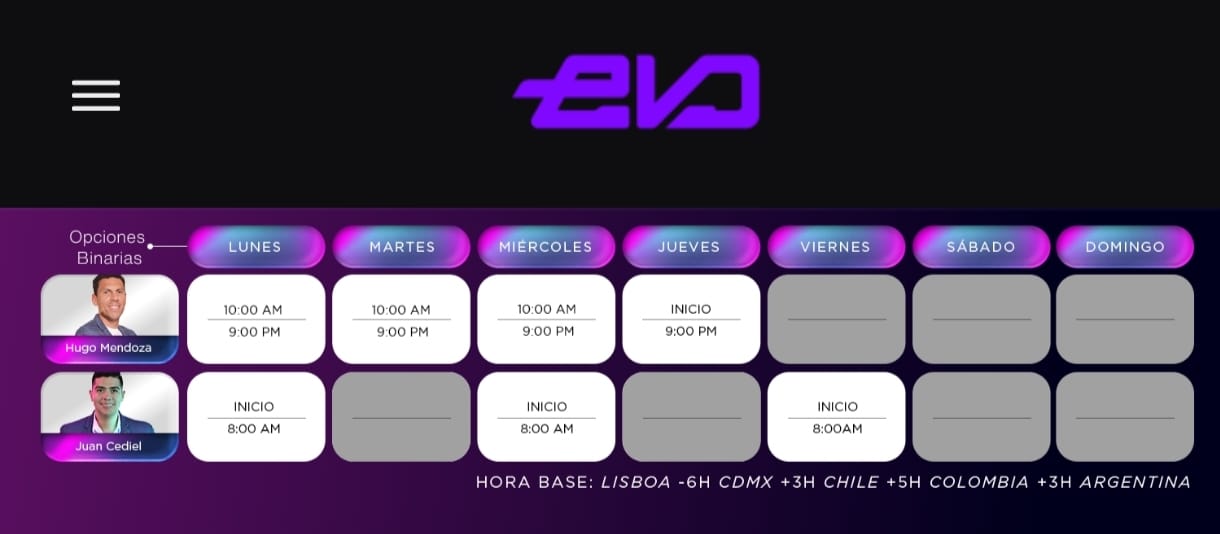 evo
Opciones
Binarias
LUNES MARTES MIÉRCOLES JUEVES VIERNES SÁBADO DOMINGO
10:00 AM 10:00 AM 10:00 AM INICIO
9:00 PM 9:00 PM 9:00 PM 9:00 PM
Hugo Mendoza
INICIO INICIO INICIO
8:00 AM 8:00 AM 8:00AM
Juan Cediel
HORA BASE: LISBOA -6H CDMX +3H CHILE +5H COLOMBIA +3H ARGENTINA